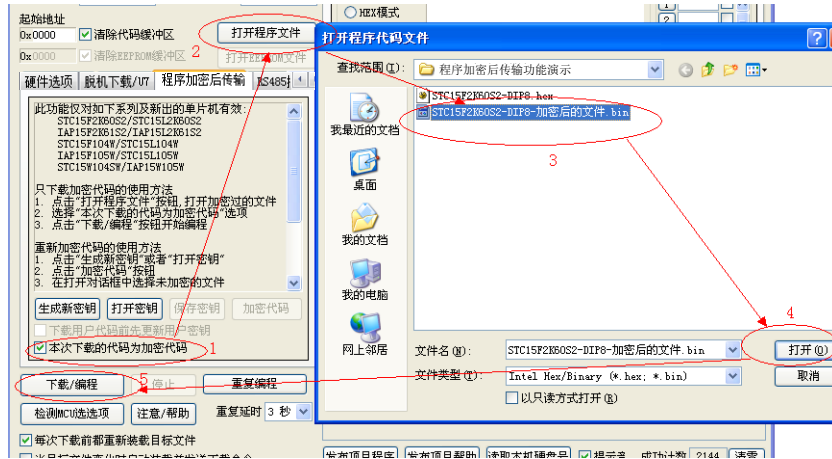 起始地址
0x0000 清除代码缓冲区 打开程序文件
0x0000 清除EEPROM缓冲区 2 打开EEPROM文件
硬件选项 脱机下载/U7 程序加密后传输 RS485
此功能仅对如下系列及新出的单片机有效:
STC15F2K60S2/STC15L2K60S2
IAP15F2K61S2/IAP15L2K61S2
STC15F104W/STC15L104W
IAP15F105W/STC15L105W
STC15W104SW/IAP15W105W
只下载加密代码的使用方法
1. 点击"打开程序文件"按钮,打开加密过的文件
2. 选择"本次下载的代码为加密代码"选项
3. 点击"下载/编程"按钮开始编程
重新加密代码的使用方法
1. 点击"生成新密钥"或者"打开密钥"
2. 点击"加密代码"按钮
3. 在打开对话框中选择未加密的文件
生成新密钥 打开密钥 保存密钥 加密代码
下载用户代码前先更新用户密钥
本次下载的代码为加密代码 1
下载/编程 5 停止 重复编程
检测MCU选项 注意/帮助 重复延时 3 秒
每次下载前都重新装载目标文件
当目标文件变化时自动装载并发送下载命令
HEX模式
打开程序代码文件
查找范围(I): 程序加密后传输功能演示
我最近的文档
桌面
我的文档
我的电脑
网上邻居
STC15F2K60S2-DIP8.hex
STC15F2K60S2-DIP8-加密后的文件.bin
3
4
文件名(N): STC15F2K60S2-DIP8-加密后的文件.bin 打开(O)
文件类型(T): Intel Hex/Binary (*.hex; *.bin) 取消
以只读方式打开(R)
发布项目程序 发布项目帮助 读取本机硬盘号 提示音 成功计数 2144 清零